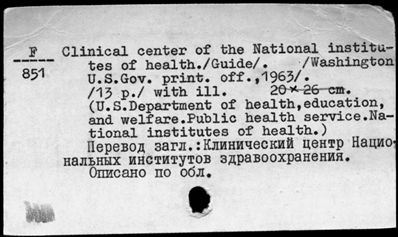 F
851
Clinical center of the National institu-
tes of health./Guide/. /Washington
U.S.Gov. print. off.,1963/.
/13 p./ with ill. 20 x 26 cm.
(U.S.Department of health,education,
and welfare.Public health service.Na-
tional institutes of health.)
Перевод загл.:Клинический центр Нацио-
нальных институтов здравоохранения.
Описано по обл.